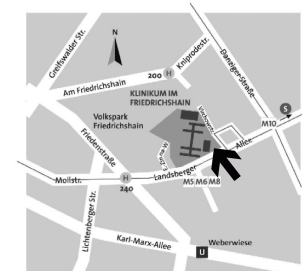 N
Greifswalder Str.
Kniprodestr.
Danziger-Straße
200 H
Am Friedrichshain
KLINIKUM IM
FRIEDRICHSHAIN
S
Volkspark
Friedrichshain
M10
Friedenstraße
Allee
Landsberger
Mollstr.
H
240
M5 M6 M8
Lichtenberger Str.
Karl-Marx-Allee
Weberwiese
U